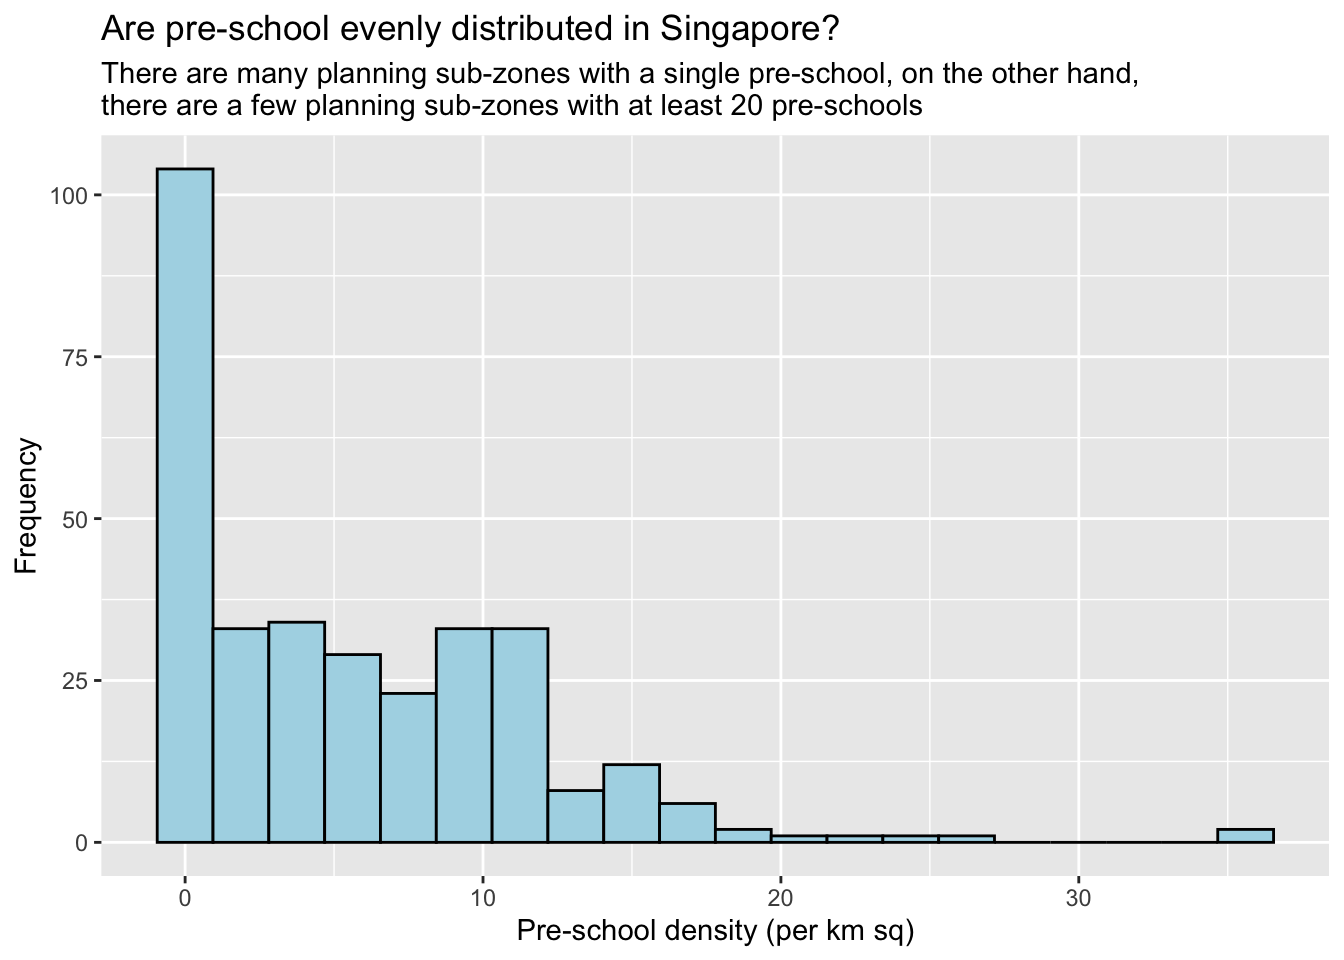 Are pre-school evenly distributed in Singapore?
There are many planning sub-zones with a single pre-school, on the other hand,
there are a few planning sub-zones with at least 20 pre-schools
100
75
50
25
0
Frequency
0
10
20
30
Pre-school density (per km sq)